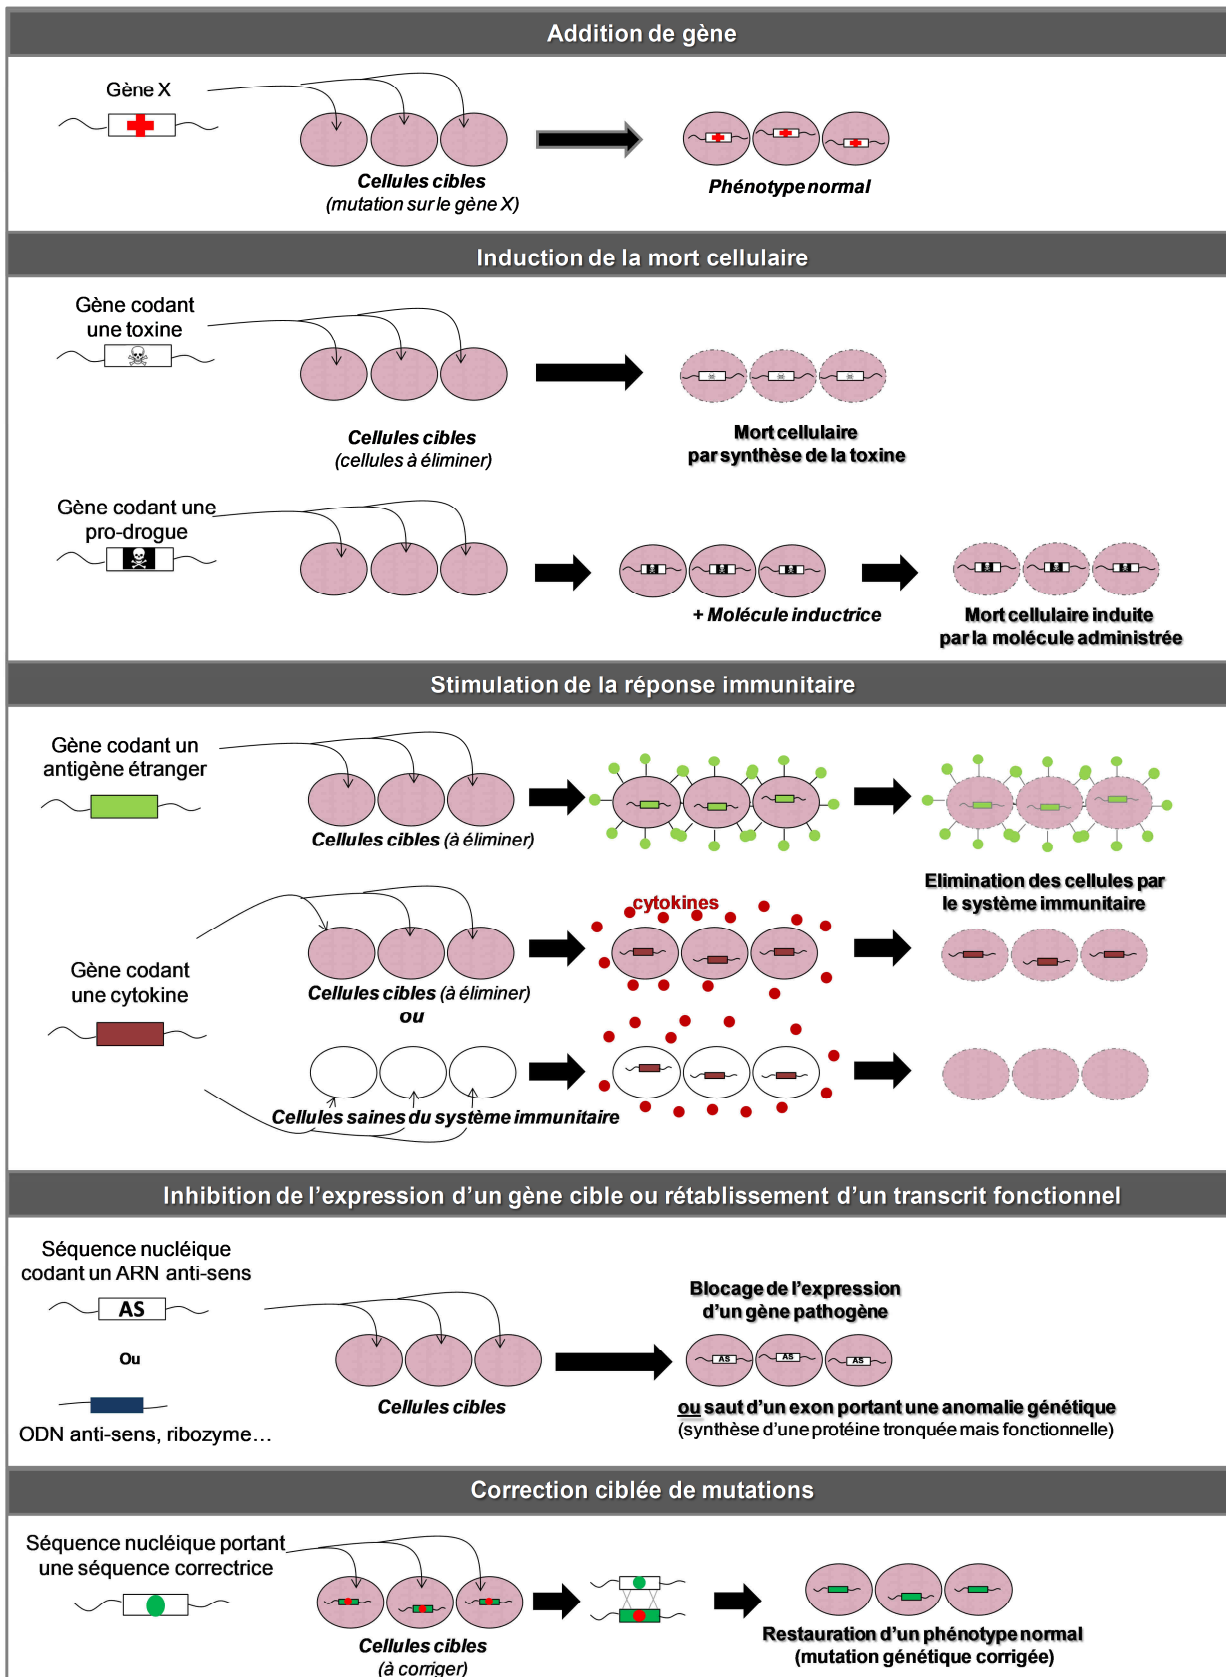 Addition de gène
Gène X
Cellules cibles
(mutation sur le gène X)
Phénotype normal
Induction de la mort cellulaire
Gène codant
une toxine
Cellules cibles
(cellules à éliminer)
Mort cellulaire
par synthèse de la toxine
Gène codant une
pro-drogue
+ Molécule inductrice
Mort cellulaire induite
par la molécule administrée
Stimulation de la réponse immunitaire
Gène codant un
antigène étranger
Cellules cibles (à éliminer)
Elimination des cellules par
le système immunitaire
cytokines
Gène codant
une cytokine
Cellules cibles (à éliminer)
ou
Cellules saines du système immunitaire
Inhibition de l'expression d'un gène cible ou rétablissement d'un transcrit fonctionnel
Séquence nucléique
codant un ARN anti-sens
AS
Ou
ODN anti-sens, ribozyme…
Cellules cibles
Blocage de l'expression
d'un gène pathogène
AS AS AS
ou saut d'un exon portant une anomalie génétique
(synthèse d'une protéine tronquée mais fonctionnelle)
Correction ciblée de mutations
Séquence nucléique portant
une séquence correctrice
Cellules cibles
(à corriger)
Restauration d'un phénotype normal
(mutation génétique corrigée)